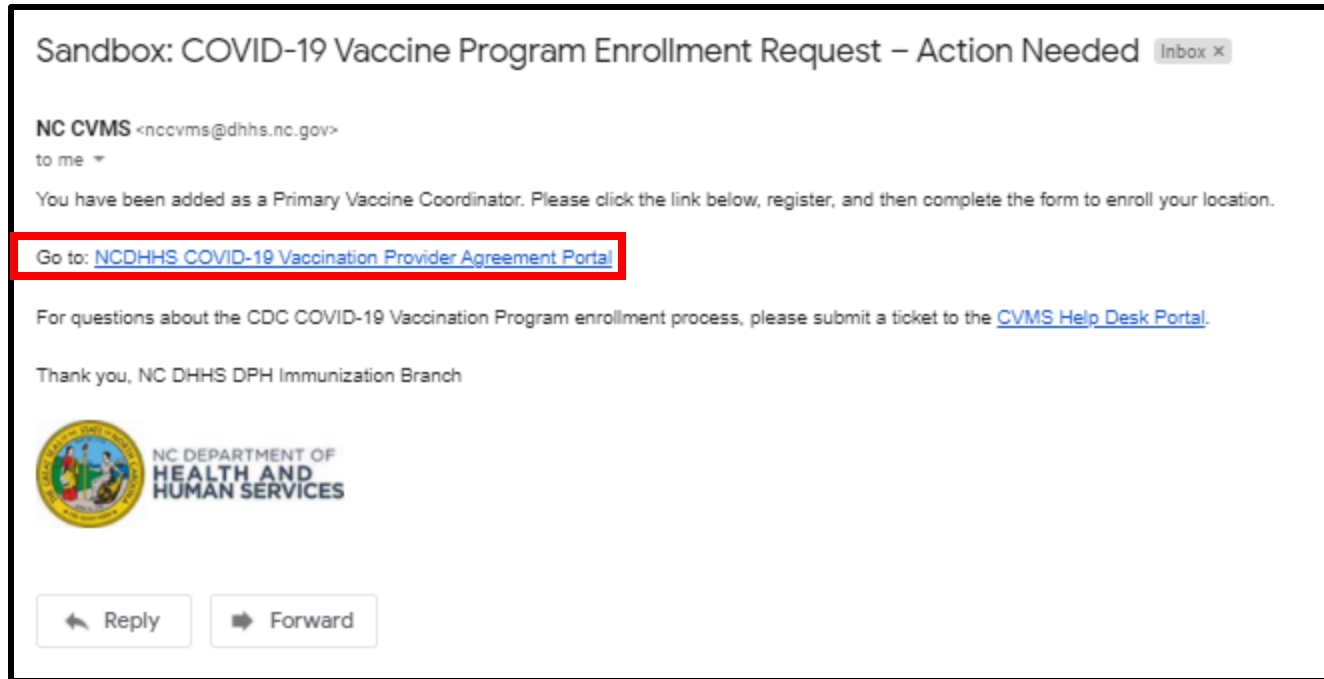 Sandbox: COVID-19 Vaccine Program Enrollment Request – Action Needed Inbox ×
NC CVMS <nccvms@dhhs.nc.gov>
to me
You have been added as a Primary Vaccine Coordinator. Please click the link below, register, and then complete the form to enroll your location.
Go to: NCDHHS COVID-19 Vaccination Provider Agreement Portal
For questions about the CDC COVID-19 Vaccination Program enrollment process, please submit a ticket to the CVMS Help Desk Portal.
Thank you, NC DHHS DPH Immunization Branch
NC DEPARTMENT OF
HEALTH AND
HUMAN SERVICES
Reply Forward